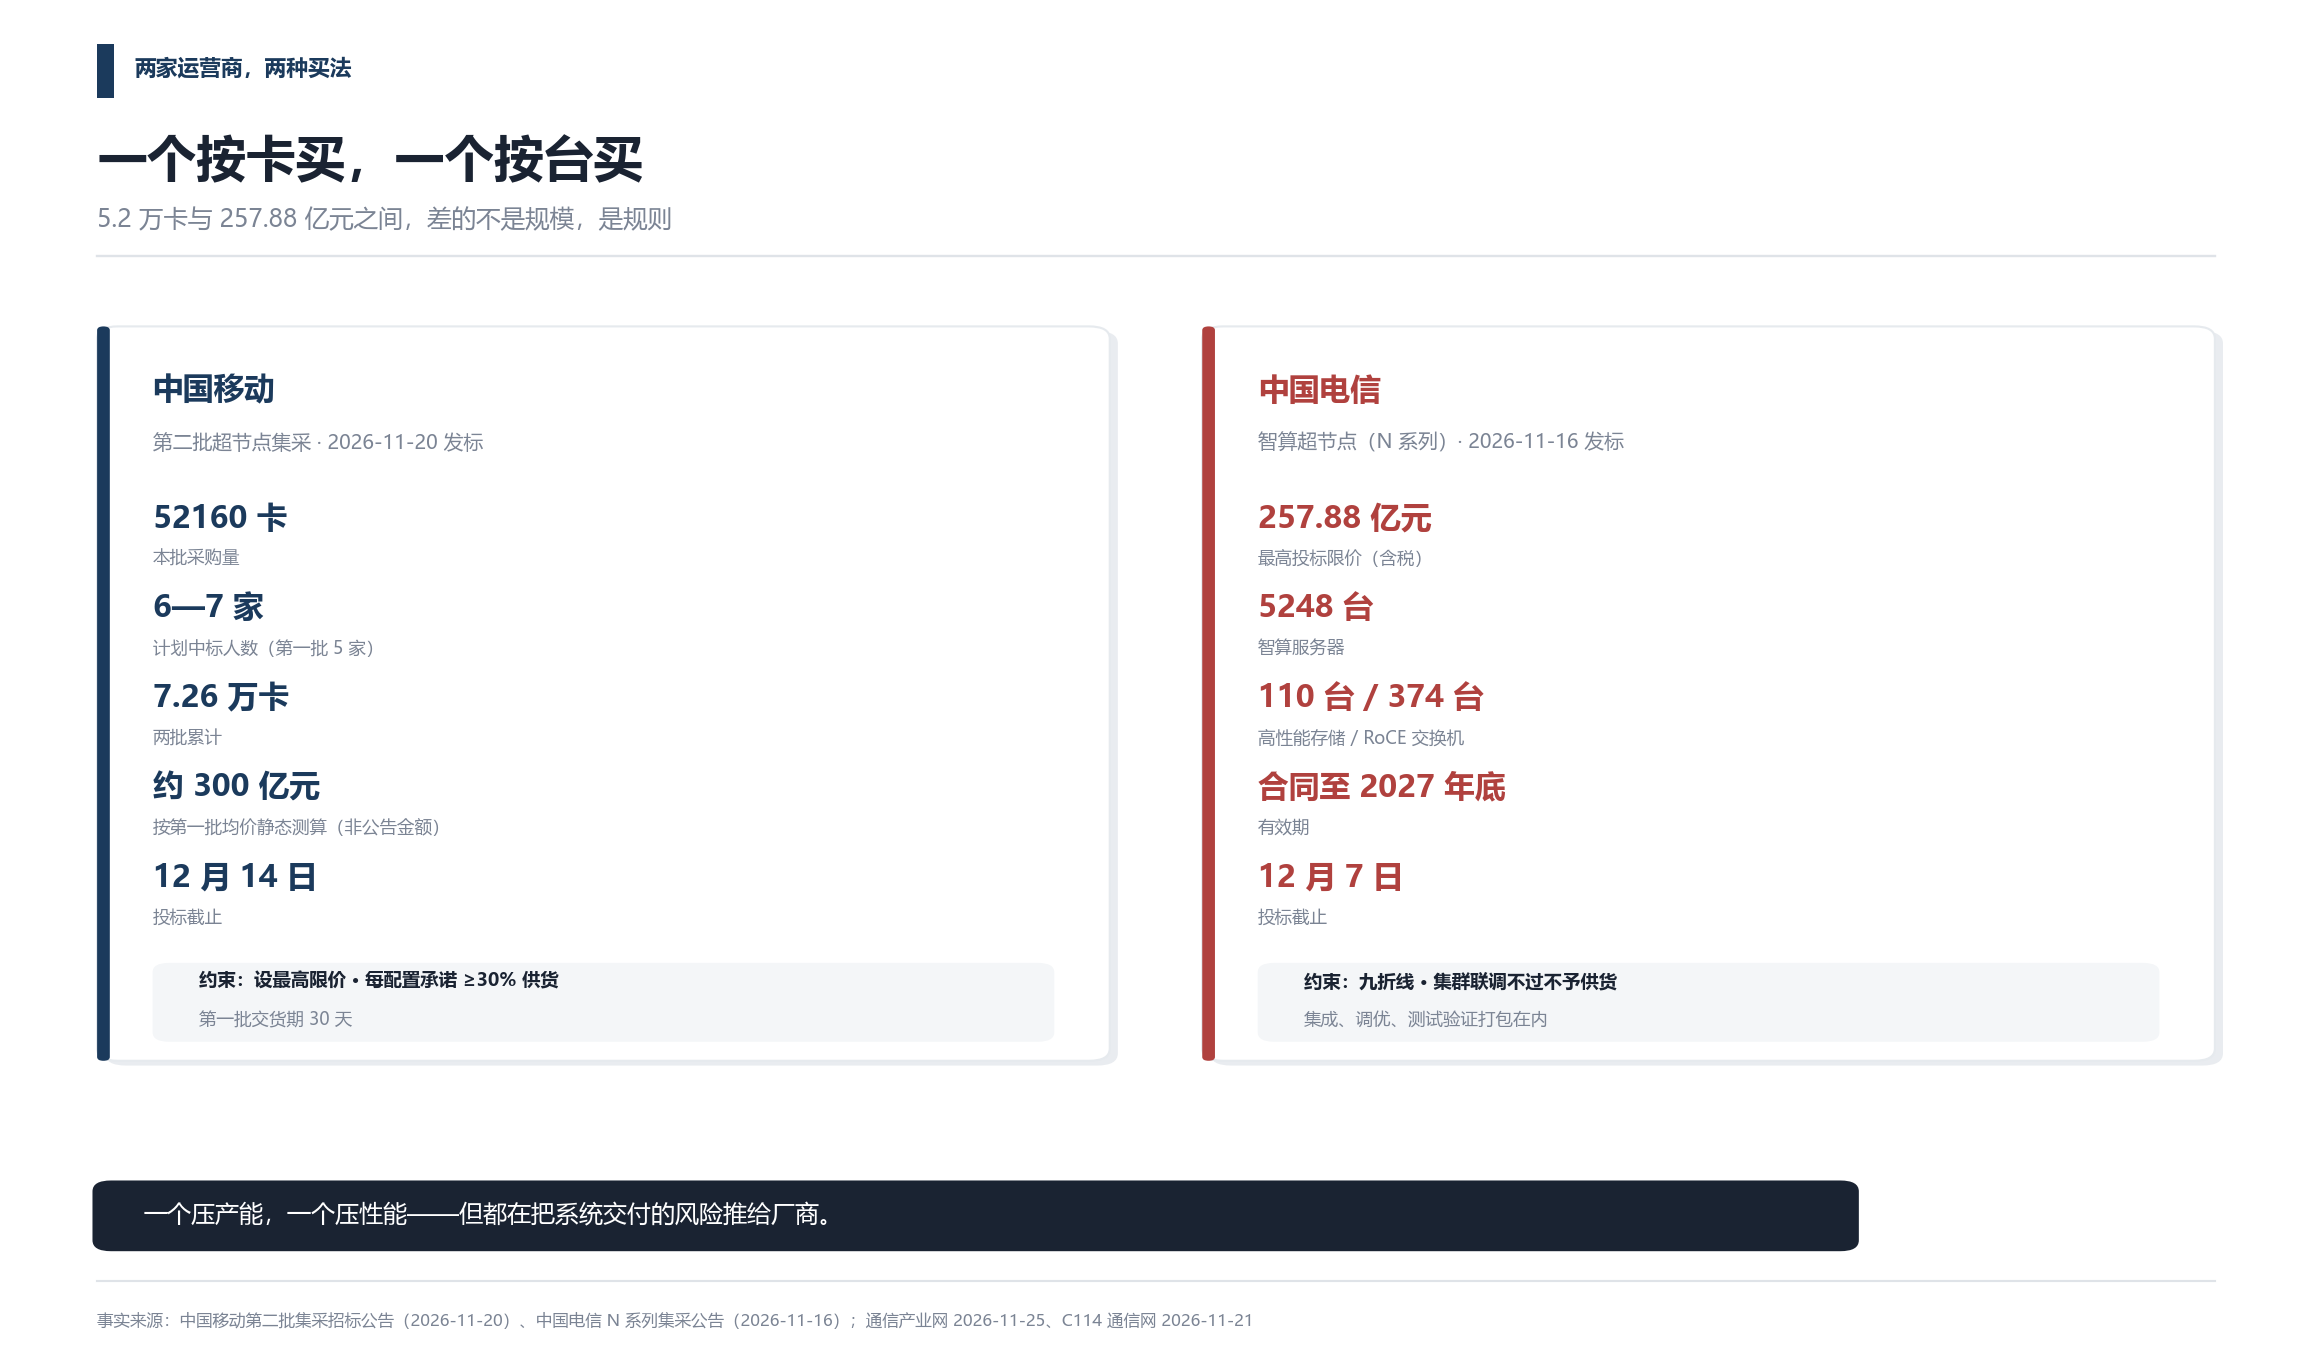 两家运营商，两种买法
一个按卡买，一个按台买
5.2 万卡与 257.88 亿元之间，差的不是规模，是规则
中国移动
第二批超节点集采 · 2026-11-20 发标
52160 卡
本批采购量
6—7 家
计划中标人数（第一批 5 家）
7.26 万卡
两批累计
约 300 亿元
按第一批均价静态测算（非公告金额）
12 月 14 日
投标截止
约束：设最高限价 · 每配置承诺 ≥30% 供货
第一批交货期 30 天
中国电信
智算超节点（N 系列）· 2026-11-16 发标
257.88 亿元
最高投标限价（含税）
5248 台
智算服务器
110 台 / 374 台
高性能存储 / RoCE 交换机
合同至 2027 年底
有效期
12 月 7 日
投标截止
约束：九折线 · 集群联调不过不予供货
集成、调优、测试验证打包在内
一个压产能，一个压性能——但都在把系统交付的风险推给厂商。
事实来源：中国移动第二批集采招标公告（2026-11-20）、中国电信 N 系列集采公告（2026-11-16）；通信产业网 2026-11-25、C114 通信网 2026-11-21